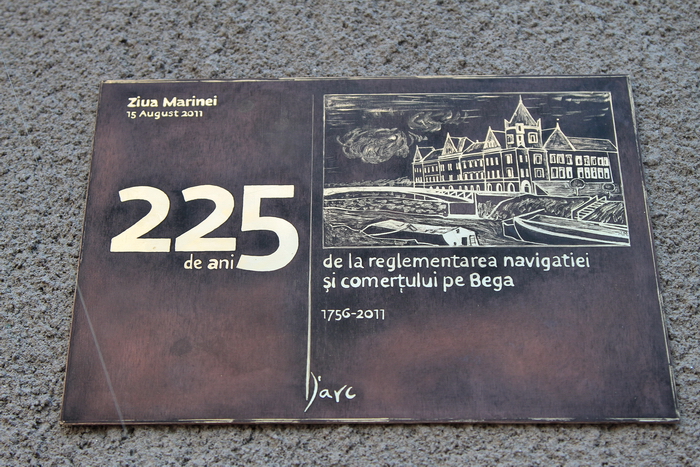 Ziua Marinei
15 August 2011
225
de ani
de la reglementarea navigatiei
și comerțului pe Bega
1756-2011
D'arc